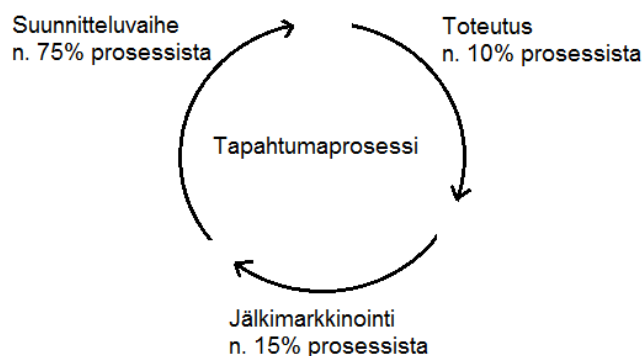 Suunnitteluvaihe
n. 75% prosessista
Toteutus
n. 10% prosessista
Tapahtumaprosessi
Jälkimarkkinointi
n. 15% prosessista